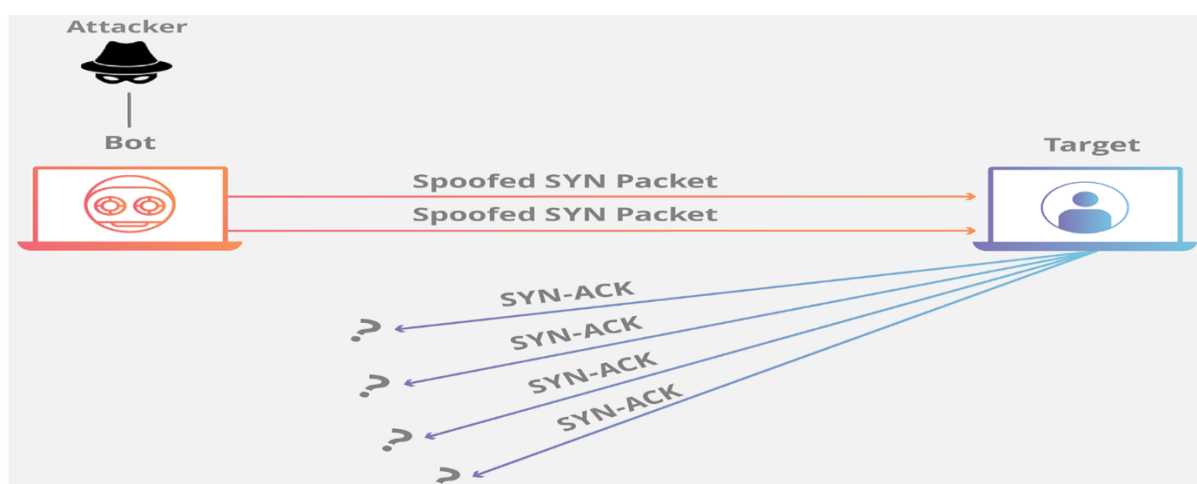 Attacker
Bot
Target
Spoofed SYN Packet
Spoofed SYN Packet
SYN-ACK
?
SYN-ACK
?
SYN-ACK
?
SYN-ACK
?